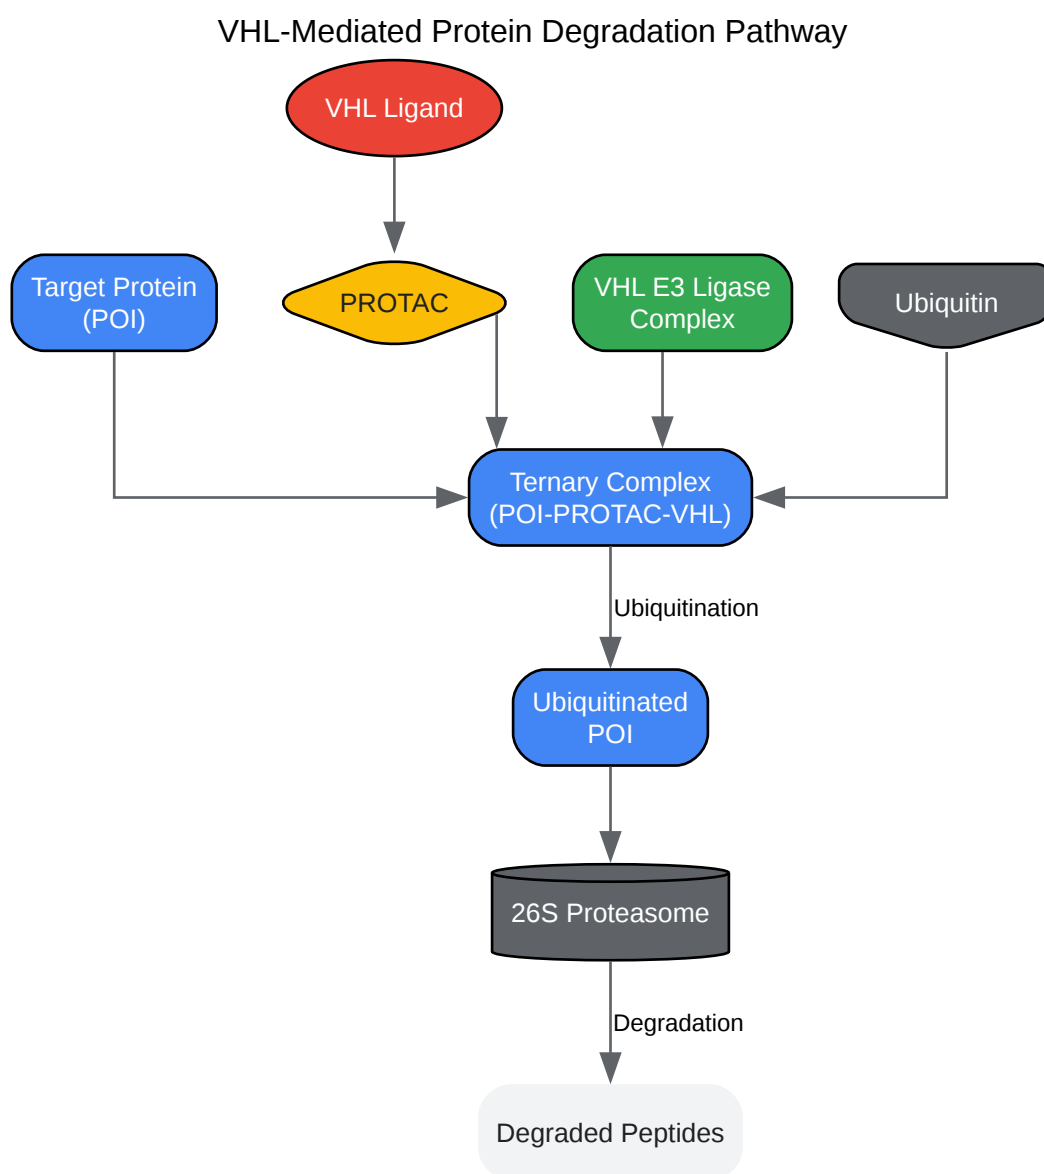 VHL-Mediated Protein Degradation Pathway
VHL Ligand
Target Protein
(POI)
PROTAC
VHL E3 Ligase
Complex
Ubiquitin
Ternary Complex
(POI-PROTAC-VHL)
Ubiquitination
Ubiquitinated
POI
26S Proteasome
Degradation
Degraded Peptides